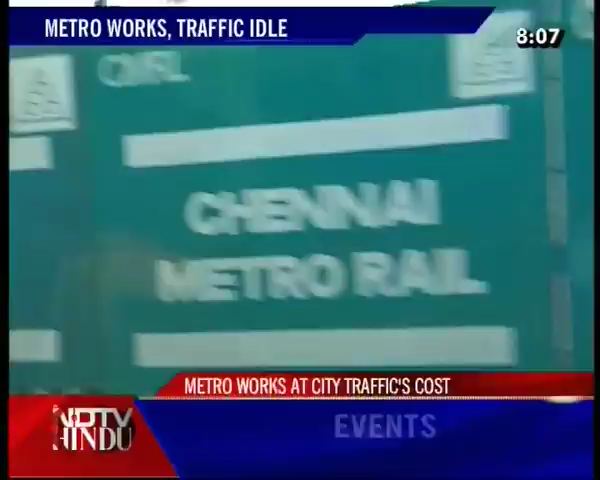 METRO WORKS, TRAFFIC IDLE
8:07
CMRL
CHENNAI
METRO RAIL
METRO WORKS AT CITY TRAFFIC'S COST
NDTV
HINDU
EVENTS